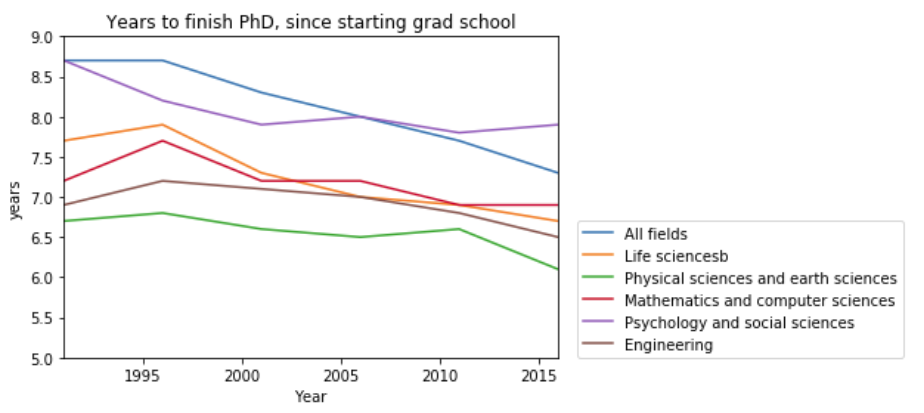 Years to finish PhD, since starting grad school
9.0
8.5
8.0
7.5
7.0
6.5
6.0
5.5
5.0
years
1995
2000
2005
2010
2015
Year
All fields
Life sciencesb
Physical sciences and earth sciences
Mathematics and computer sciences
Psychology and social sciences
Engineering